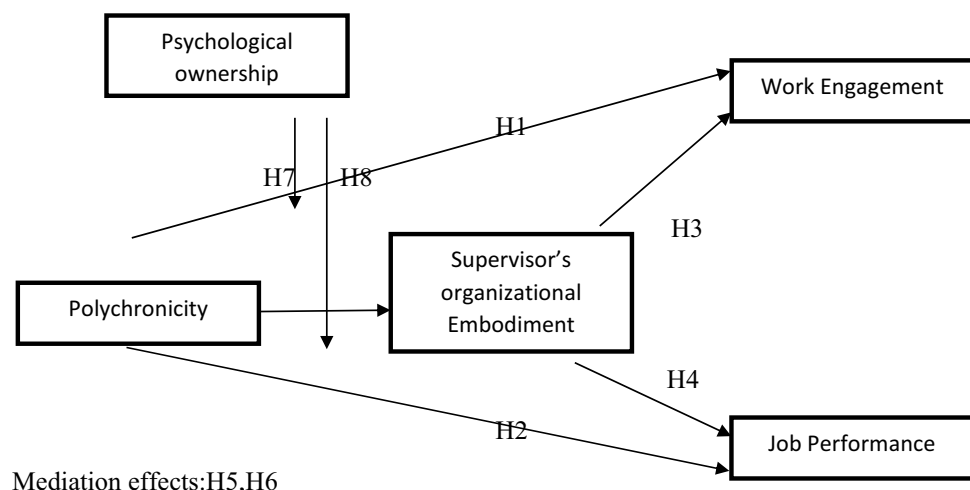 Psychological
ownership
Work Engagement
H1
H7
H8
H3
Supervisor’s
organizational
Embodiment
Polychronicity
H4
H2
Job Performance
Mediation effects:H5,H6